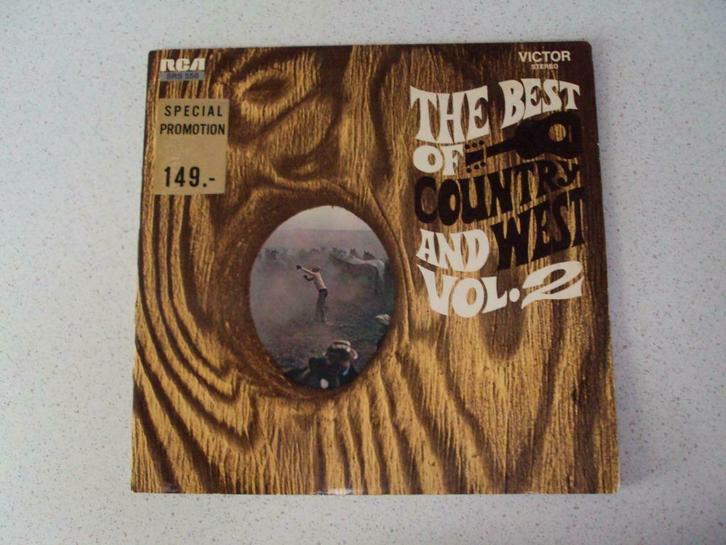 RCA
SRS 558
SPECIAL
PROMOTION
149.-
VICTOR
STEREO
THE BEST
OF
COUNTRY
AND WEST
VOL.2